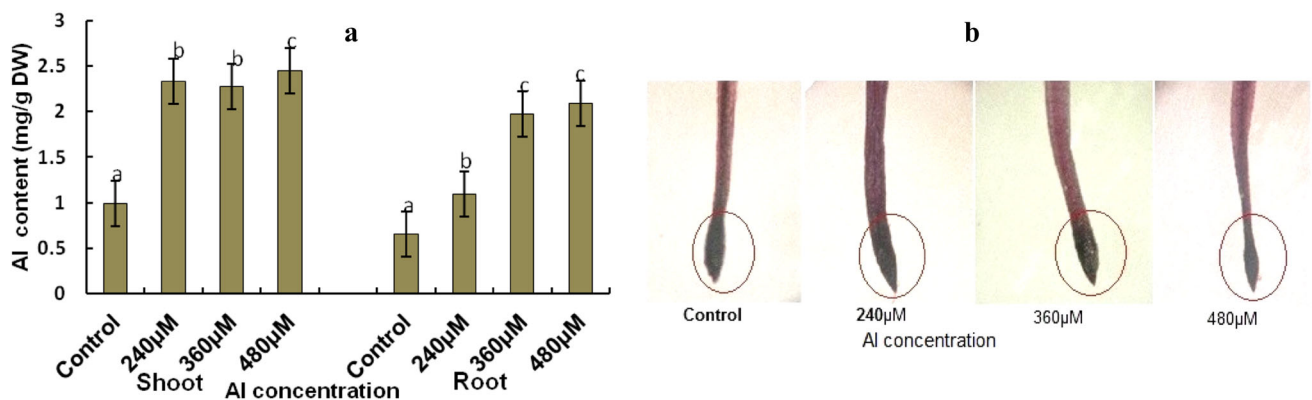 a
Al content (mg/g DW)
3
2.5
2
1.5
1
0.5
0
a
b
b
c
a
b
c
c
Control
240µM
360µM
480µM
Control
240µM
360µM
480µM
Shoot
Al concentration
Root
b
Control
240µM
360µM
480µM
Al concentration